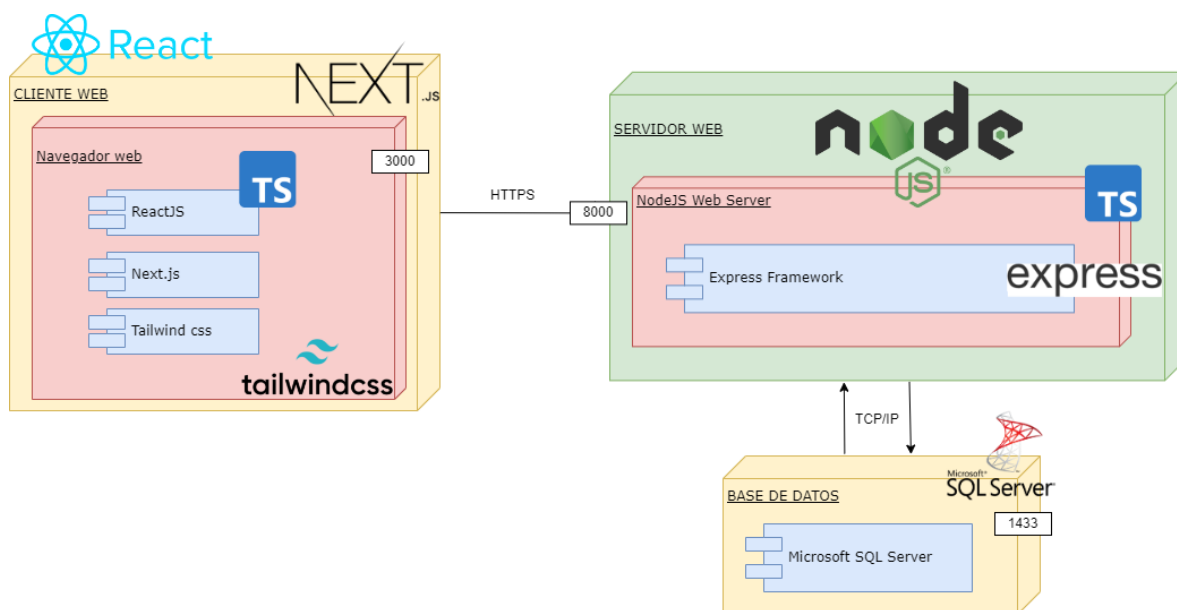 React
NEXT.JS
CLIENTE WEB
Navegador web
3000
TS
ReactJS
Next.js
Tailwind css
tailwindcss
HTTPS
8000
SERVIDOR WEB
node
JS
®
NodeJS Web Server
TS
Express Framework
express
TCP/IP
BASE DE DATOS
Microsoft®
SQL Server®
1433
Microsoft SQL Server